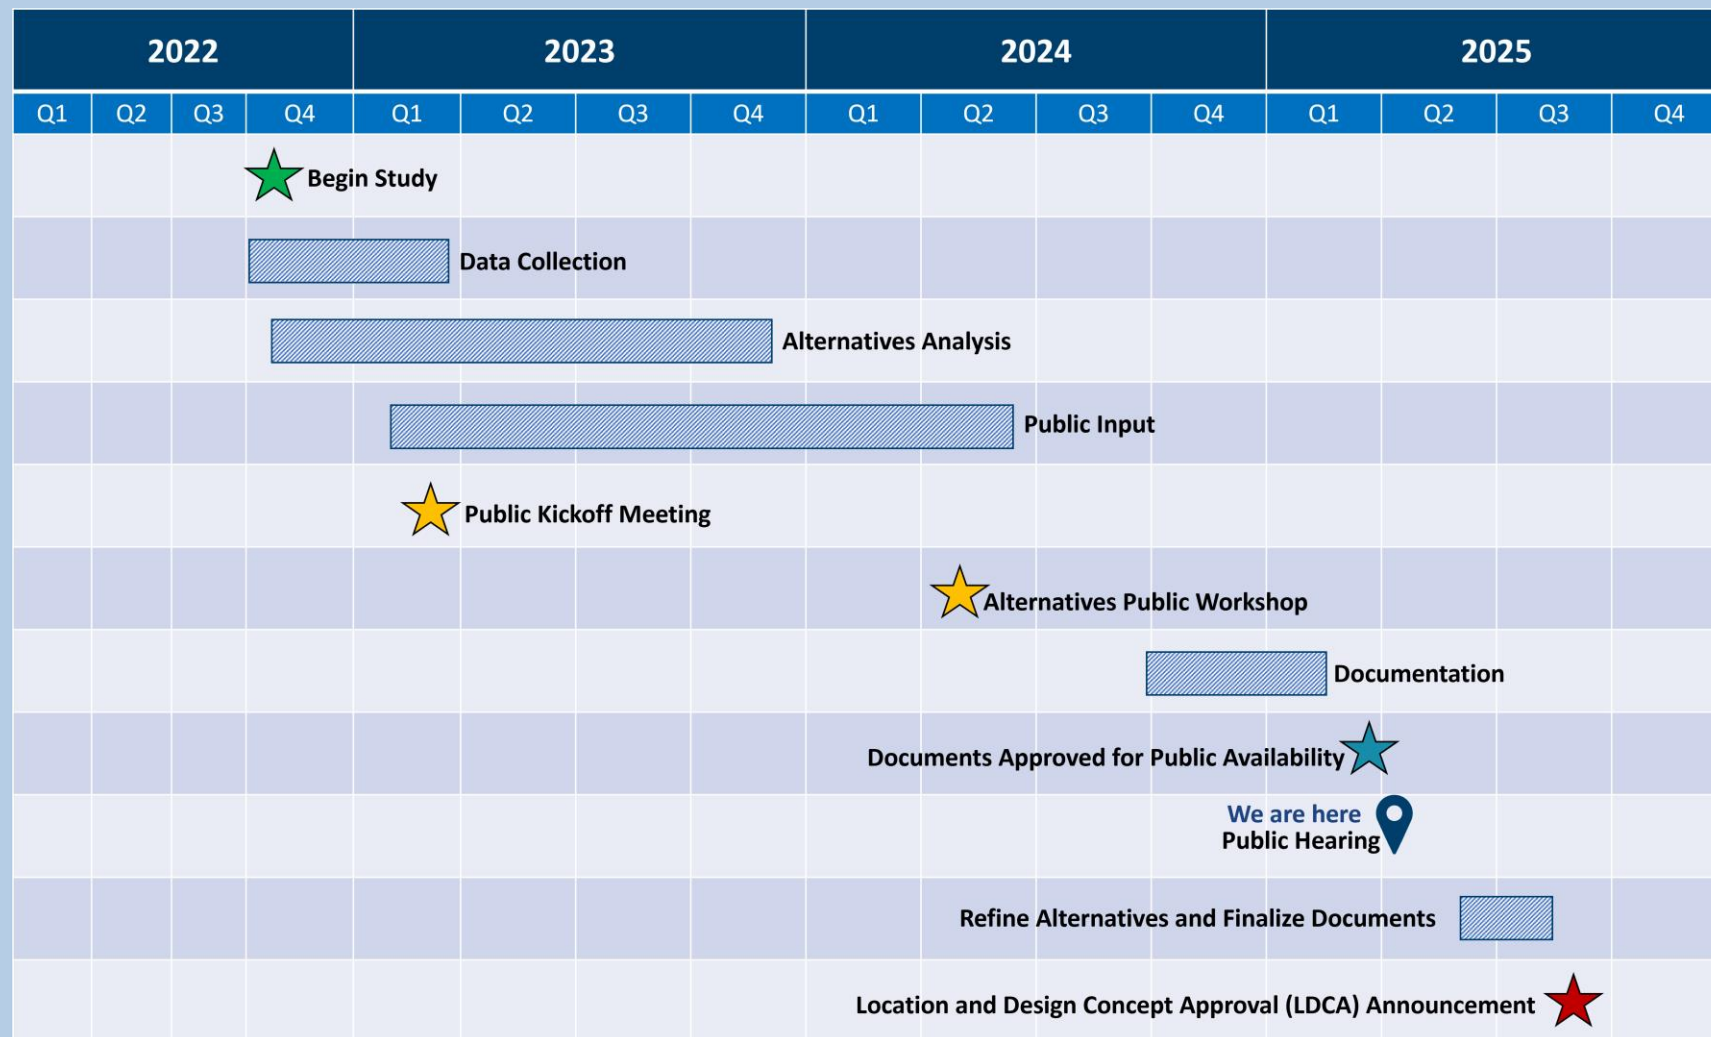 2022 2023 2024 2025
Q1 Q2 Q3 Q4 Q1 Q2 Q3 Q4 Q1 Q2 Q3 Q4 Q1 Q2 Q3 Q4
Begin Study
Data Collection
Alternatives Analysis
Public Input
Public Kickoff Meeting
Alternatives Public Workshop
Documentation
Documents Approved for Public Availability
We are here
Public Hearing
Refine Alternatives and Finalize Documents
Location and Design Concept Approval (LDCA) Announcement